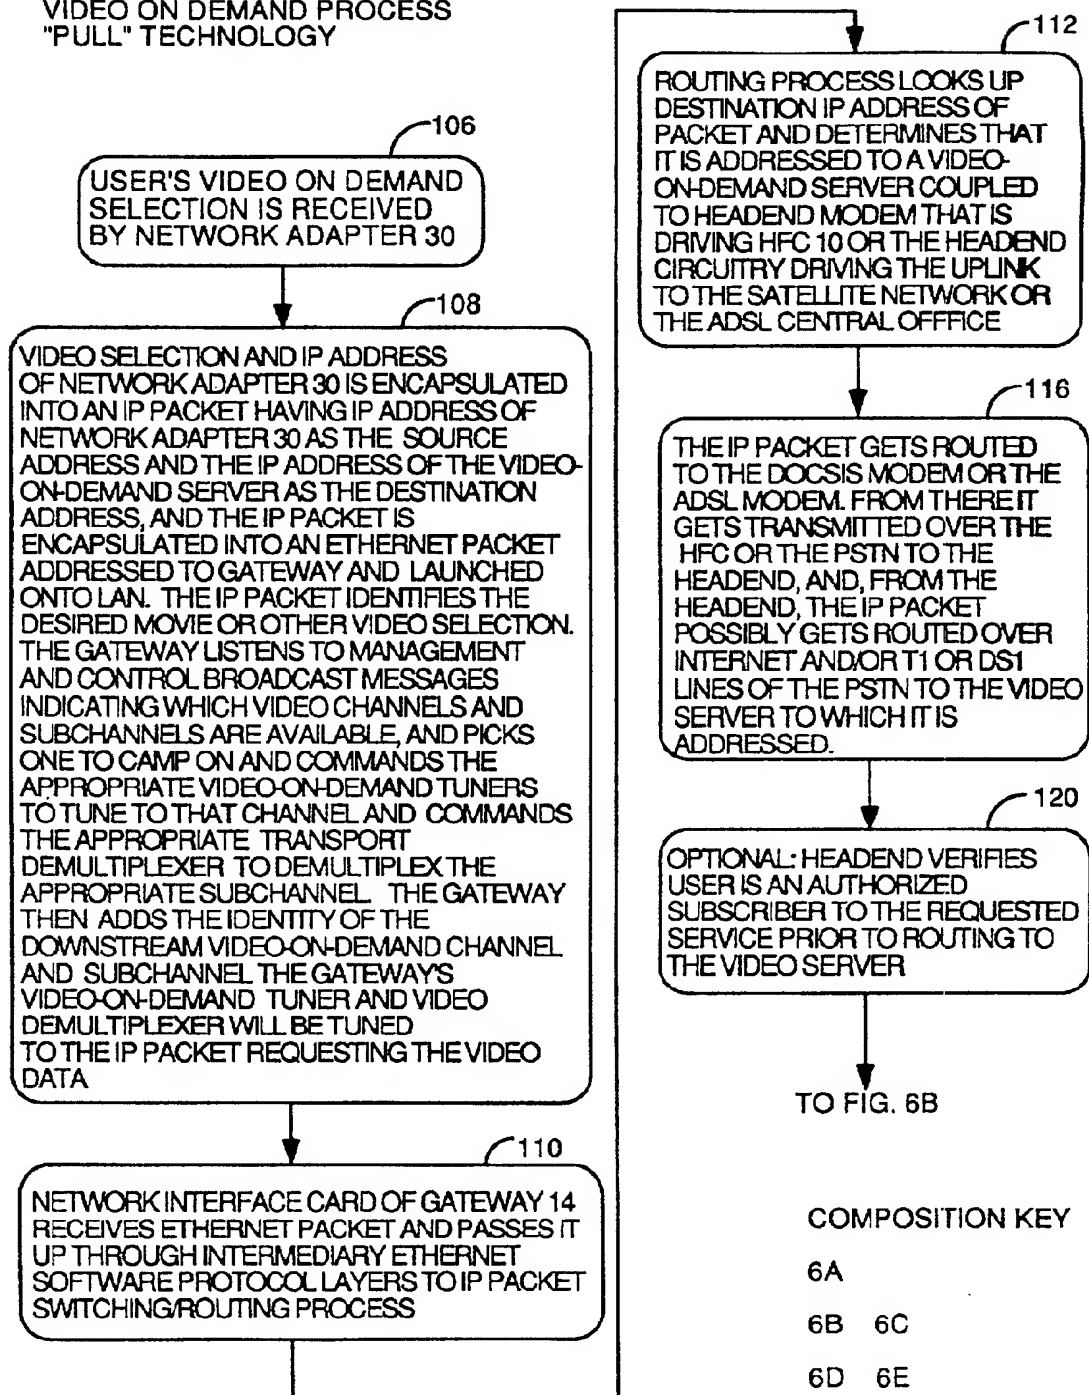 VIDEO ON DEMAND PROCESS
"PULL" TECHNOLOGY
106
USER'S VIDEO ON DEMAND
SELECTION IS RECEIVED
BY NETWORK ADAPTER 30
108
VIDEO SELECTION AND IP ADDRESS
OF NETWORK ADAPTER 30 IS ENCAPSULATED
INTO AN IP PACKET HAVING IP ADDRESS OF
NETWORK ADAPTER 30 AS THE SOURCE
ADDRESS AND THE IP ADDRESS OF THE VIDEO-
ON-DEMAND SERVER AS THE DESTINATION
ADDRESS, AND THE IP PACKET IS
ENCAPSULATED INTO AN ETHERNET PACKET
ADDRESSED TO GATEWAY AND LAUNCHED
ONTO LAN. THE IP PACKET IDENTIFIES THE
DESIRED MOVIE OR OTHER VIDEO SELECTION.
THE GATEWAY LISTENS TO MANAGEMENT
AND CONTROL BROADCAST MESSAGES
INDICATING WHICH VIDEO CHANNELS AND
SUBCHANNELS ARE AVAILABLE, AND PICKS
ONE TO CAMP ON AND COMMANDS THE
APPROPRIATE VIDEO-ON-DEMAND TUNERS
TO TUNE TO THAT CHANNEL AND COMMANDS
THE APPROPRIATE TRANSPORT
DEMULTIPLEXER TO DEMULTIPLEX THE
APPROPRIATE SUBCHANNEL THE GATEWAY
THEN ADDS THE IDENTITY OF THE
DOWNSTREAM VIDEO-ON-DEMAND CHANNEL
AND SUBCHANNEL THE GATEWAY'S
VIDEO-ON-DEMAND TUNER AND VIDEO
DEMULTIPLEXER WILL BE TUNED
TO THE IP PACKET REQUESTING THE VIDEO
DATA
110
NETWORK INTERFACE CARD OF GATEWAY 14
RECEIVES ETHERNET PACKET AND PASSES IT
UP THROUGH INTERMEDIARY ETHERNET
SOFTWARE PROTOCOL LAYERS TO IP PACKET
SWITCHING/ROUTING PROCESS
112
ROUTING PROCESS LOOKS UP
DESTINATION IP ADDRESS OF
PACKET AND DETERMINES THAT
IT IS ADDRESSED TO A VIDEO-
ON-DEMAND SERVER COUPLED
TO HEADEND MODEM THAT IS
DRIVING HFC 10 OR THE HEADEND
CIRCUITRY DRIVING THE UPLINK
TO THE SATELLITE NETWORK OR
THE ADSL CENTRAL OFFFICE
116
THE IP PACKET GETS ROUTED
TO THE DOCSIS MODEM OR THE
ADSL MODEM. FROM THERE IT
GETS TRANSMITTED OVER THE
HFC OR THE PSTN TO THE
HEADEND, AND, FROM THE
HEADEND, THE IP PACKET
POSSIBLY GETS ROUTED OVER
INTERNET AND/OR T1 OR DS1
LINES OF THE PSTN TO THE VIDEO
SERVER TO WHICH IT IS
ADDRESSED.
120
OPTIONAL: HEADEND VERIFIES
USER IS AN AUTHORIZED
SUBSCRIBER TO THE REQUESTED
SERVICE PRIOR TO ROUTING TO
THE VIDEO SERVER
TO FIG. 6B
COMPOSITION KEY
6A
6B 6C
6D 6E